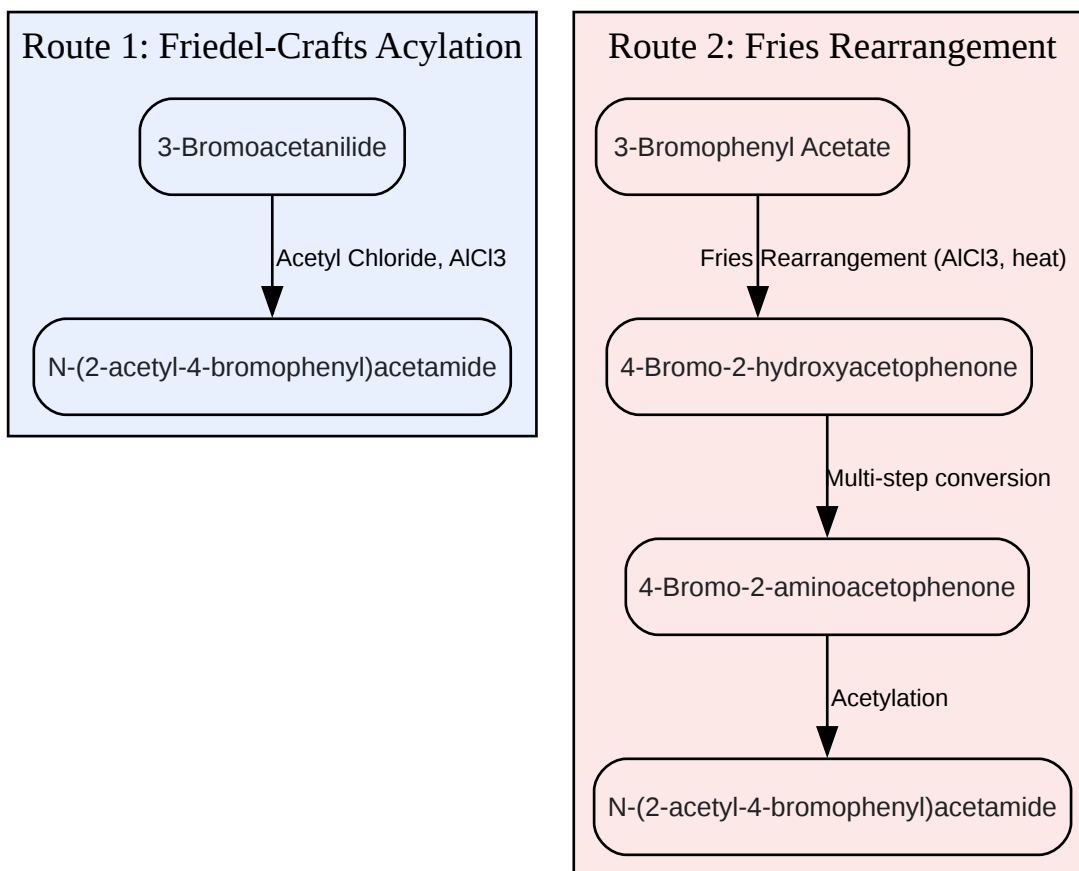 Route 1: Friedel-Crafts Acylation
3-Bromoacetanilide
Acetyl Chloride, AlCl3
N-(2-acetyl-4-bromophenyl)acetamide
Route 2: Fries Rearrangement
3-Bromophenyl Acetate
Fries Rearrangement (AlCl3, heat)
4-Bromo-2-hydroxyacetophenone
Multi-step conversion
4-Bromo-2-aminoacetophenone
Acetylation
N-(2-acetyl-4-bromophenyl)acetamide